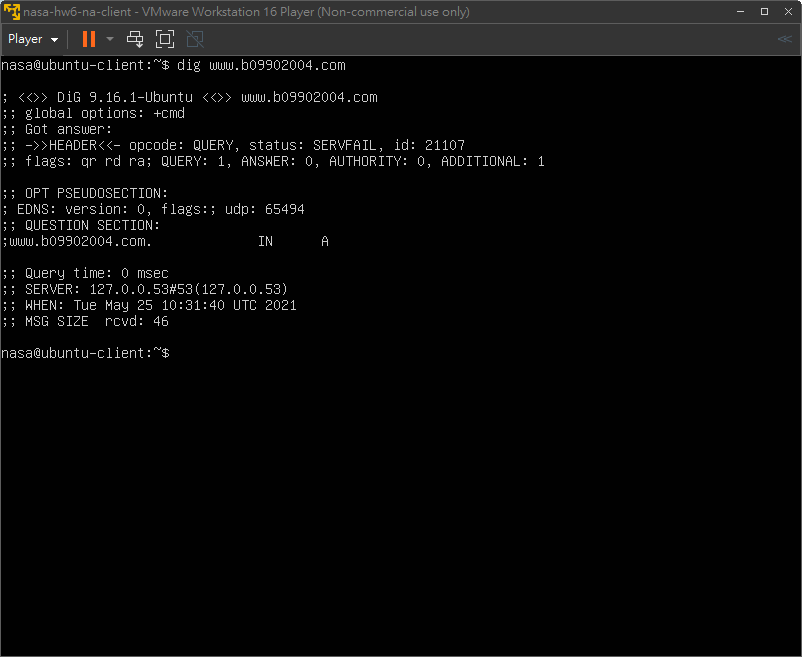 nasa-hw6-na-client - VMware Workstation 16 Player (Non-commercial use only)
Player
nasa@ubuntu-client:~$ dig www.b09902004.com
; <<>> DiG 9.16.1-Ubuntu <<>> www.b09902004.com
;; global options: +cmd
;; Got answer:
;; ->>HEADER<<- opcode: QUERY, status: SERVFAIL, id: 21107
;; flags: qr rd ra; QUERY: 1, ANSWER: 0, AUTHORITY: 0, ADDITIONAL: 1
;; OPT PSEUDOSECTION:
; EDNS: version: 0, flags:; udp: 65494
;; QUESTION SECTION:
;www.b09902004.com. IN A
;; Query time: 0 msec
;; SERVER: 127.0.0.53#53(127.0.0.53)
;; WHEN: Tue May 25 10:31:40 UTC 2021
;; MSG SIZE  rcvd: 46
nasa@ubuntu-client:~$